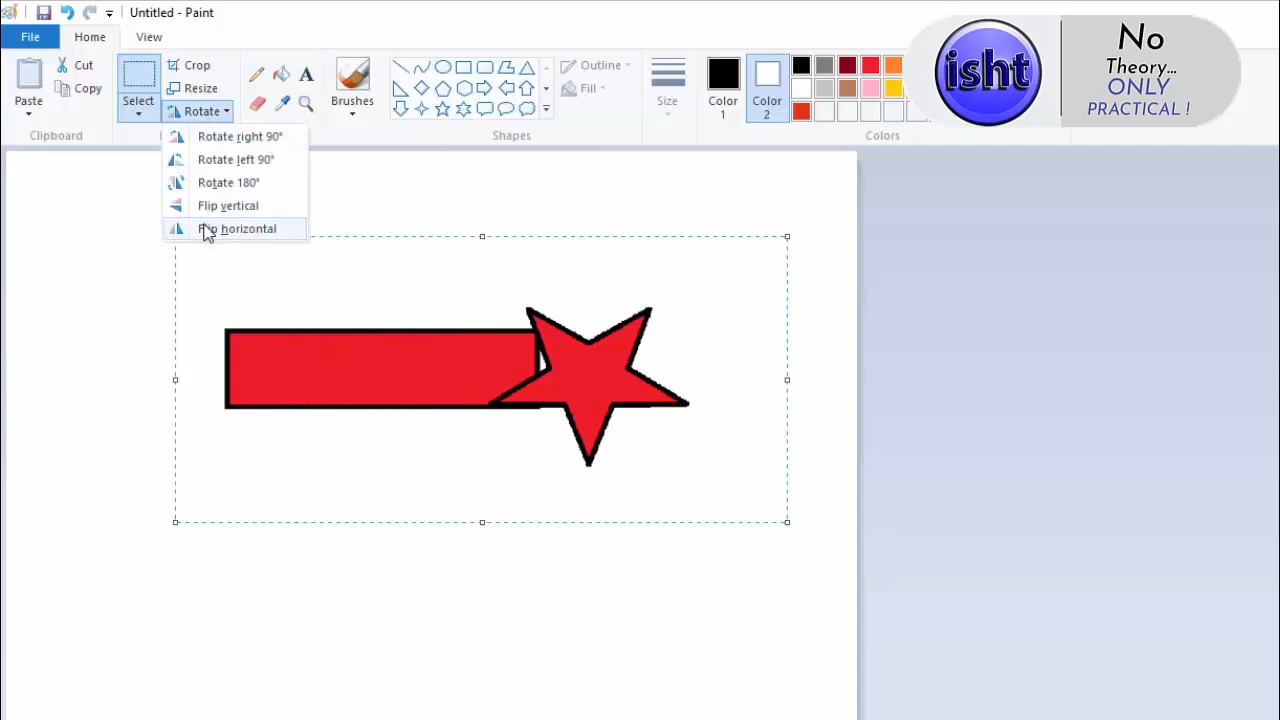 Untitled - Paint
File
Home
View
Paste
Cut
Copy
Clipboard
Select
Crop
Resize
Rotate
Rotate right 90°
Rotate left 90°
Rotate 180°
Flip vertical
Flip horizontal
A
Brushes
Shapes
Outline
Fill
Size
Color
1
Color
2
Colors
isht
No
Theory...
ONLY
PRACTICAL !